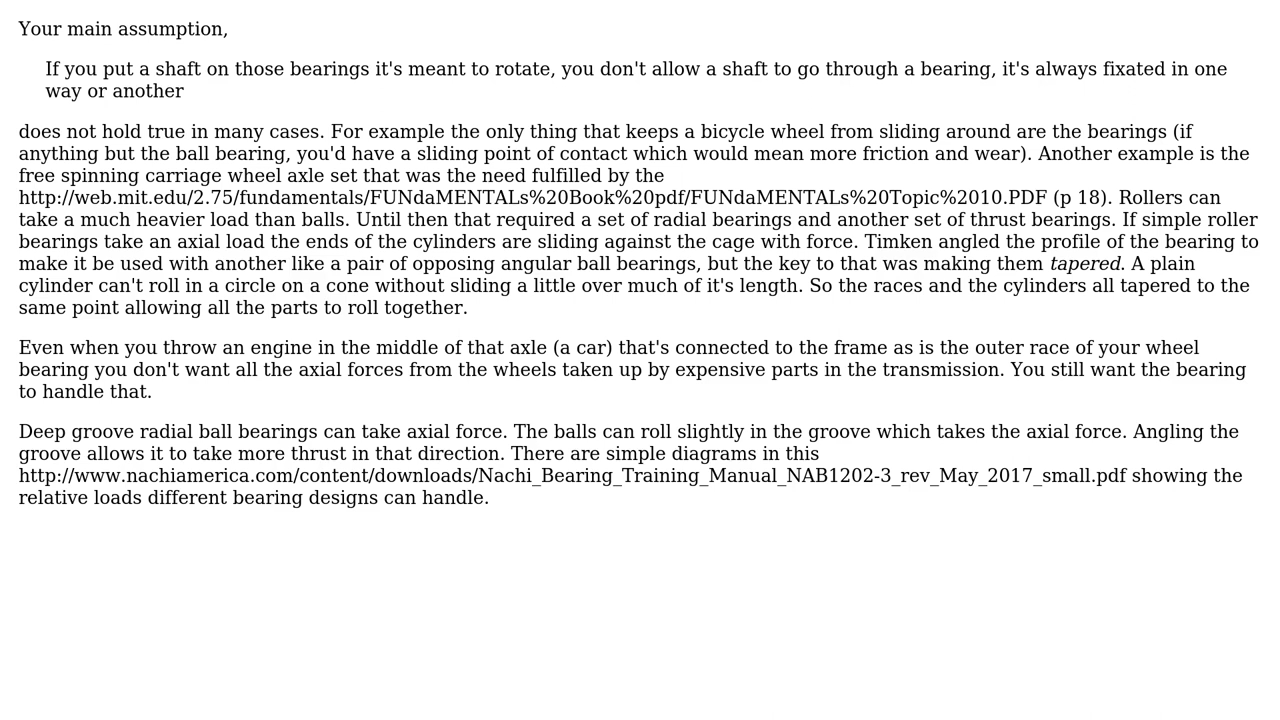 Your main assumption,
If you put a shaft on those bearings it's meant to rotate, you don't allow a shaft to go through a bearing, it's always fixated in one
way or another
does not hold true in many cases. For example the only thing that keeps a bicycle wheel from sliding around are the bearings (if
anything but the ball bearing, you'd have a sliding point of contact which would mean more friction and wear). Another example is the
free spinning carriage wheel axle set that was the need fulfilled by the
http://web.mit.edu/2.75/fundamentals/FUNdaMENTALs%20Book%20pdf/FUNdaMENTALs%20Topic%2010.PDF (p 18). Rollers can
take a much heavier load than balls. Until then that required a set of radial bearings and another set of thrust bearings. If simple roller
bearings take an axial load the ends of the cylinders are sliding against the cage with force. Timken angled the profile of the bearing to
make it be used with another like a pair of opposing angular ball bearings, but the key to that was making them tapered. A plain
cylinder can't roll in a circle on a cone without sliding a little over much of it's length. So the races and the cylinders all tapered to the
same point allowing all the parts to roll together.
Even when you throw an engine in the middle of that axle (a car) that's connected to the frame as is the outer race of your wheel
bearing you don't want all the axial forces from the wheels taken up by expensive parts in the transmission. You still want the bearing
to handle that.
Deep groove radial ball bearings can take axial force. The balls can roll slightly in the groove which takes the axial force. Angling the
groove allows it to take more thrust in that direction. There are simple diagrams in this
http://www.nachiamerica.com/content/downloads/Nachi_Bearing_Training_Manual_NAB1202-3_rev_May_2017_small.pdf showing the
relative loads different bearing designs can handle.